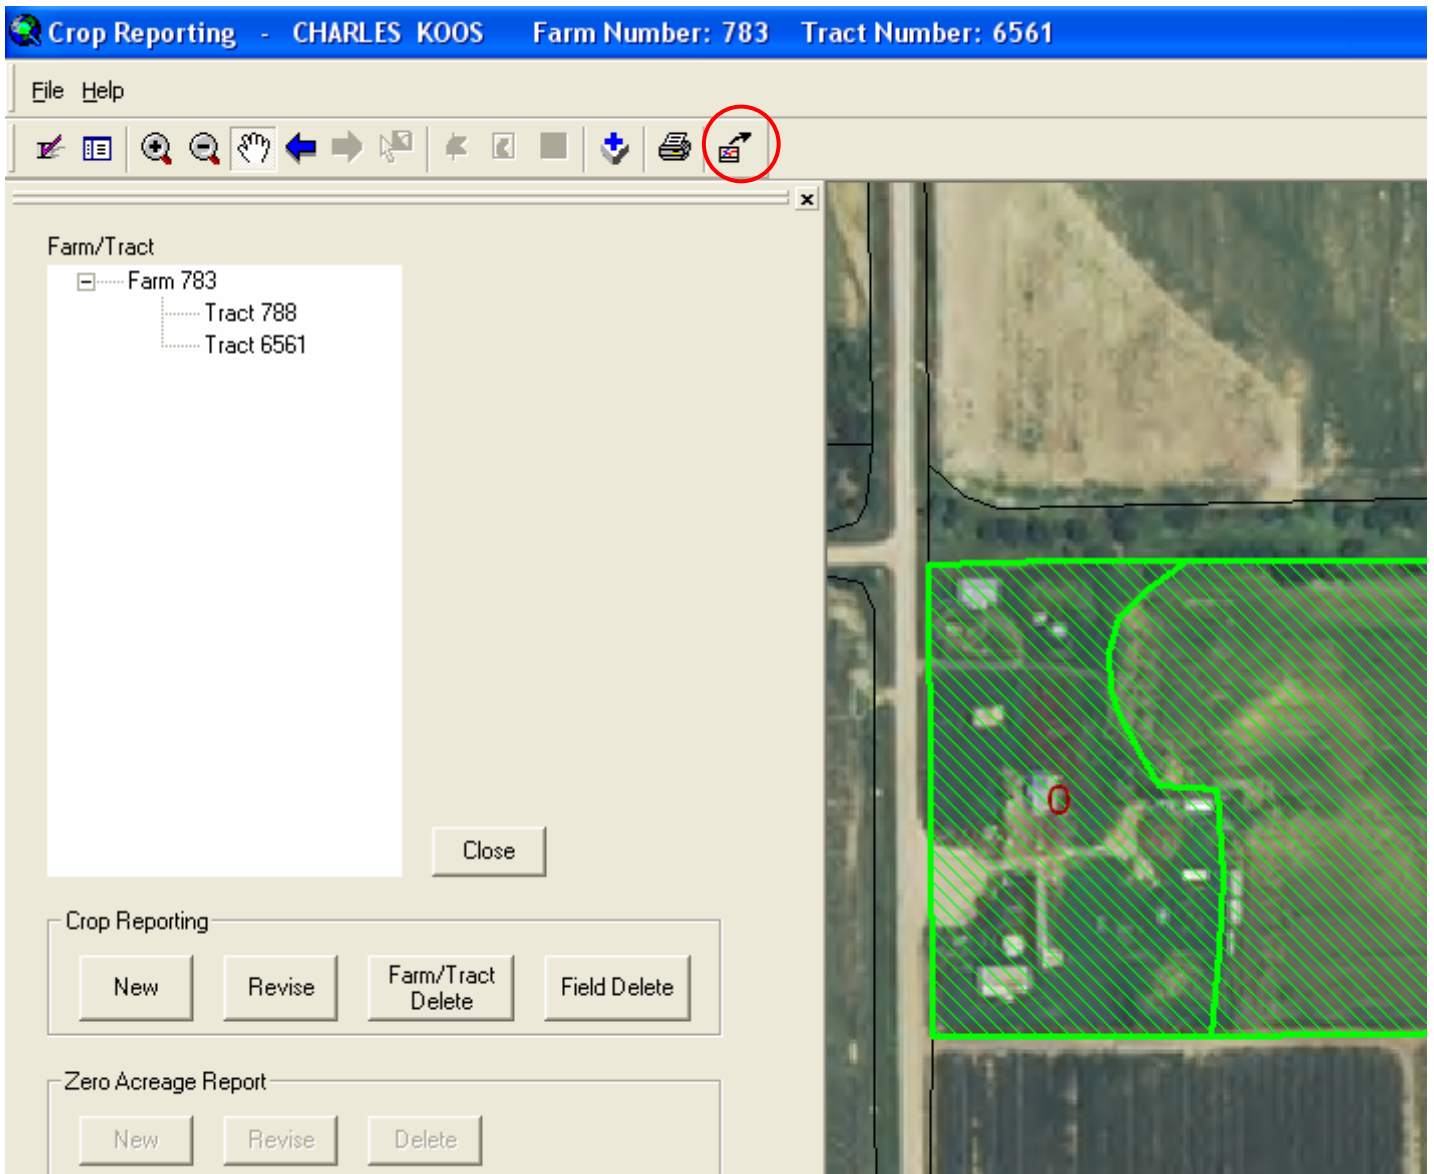 Crop Reporting - CHARLES KOOS Farm Number: 783 Tract Number: 6561
File Help
Farm/Tract
Farm 783
Tract 788
Tract 6561
Close
Crop Reporting
New Revise Farm/Tract Delete Field Delete
Zero Acreage Report
New Revise Delete
0